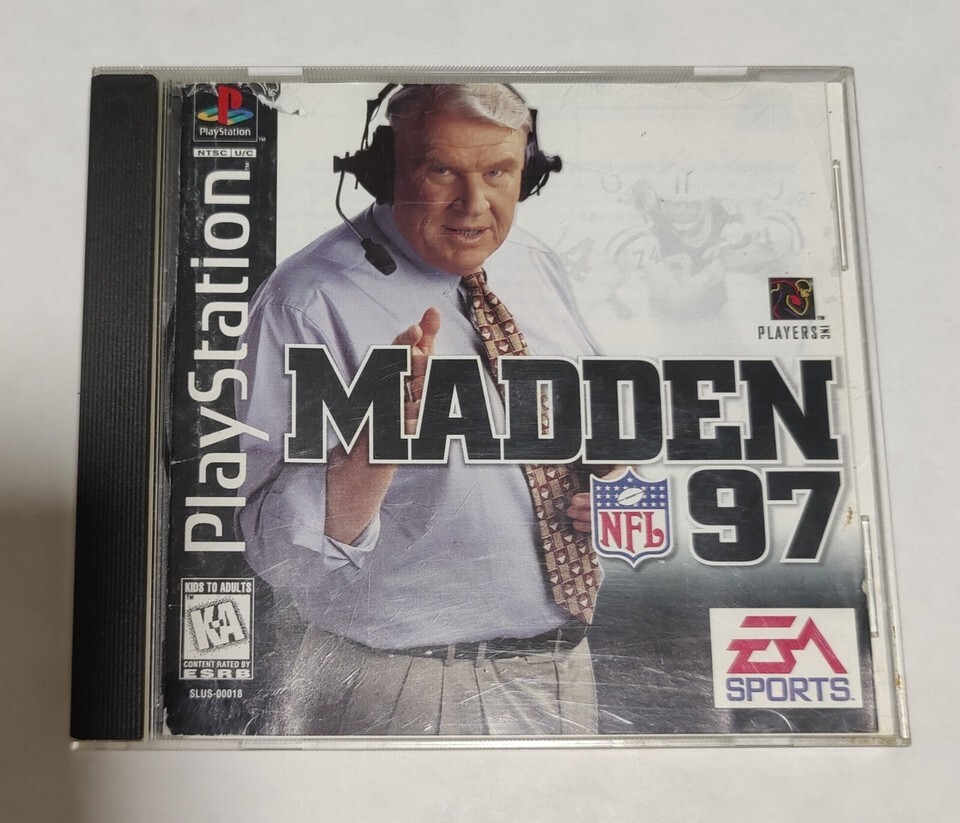 PlayStation
NTSC U/C
PlayStation
PLAYERS INC
MADDEN
NFL
97
KIDS TO ADULTS
K-A
CONTENT RATED BY
ESRB
SLUS-00018
EA
SPORTS